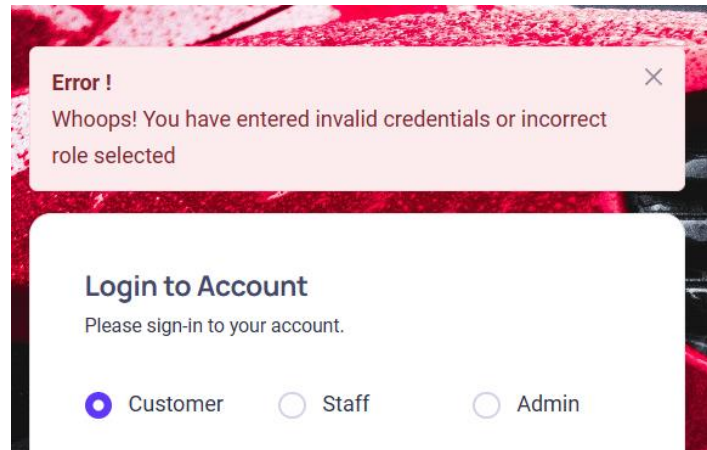 Error !
Whoops! You have entered invalid credentials or incorrect
role selected
Login to Account
Please sign-in to your account.
Customer Staff Admin